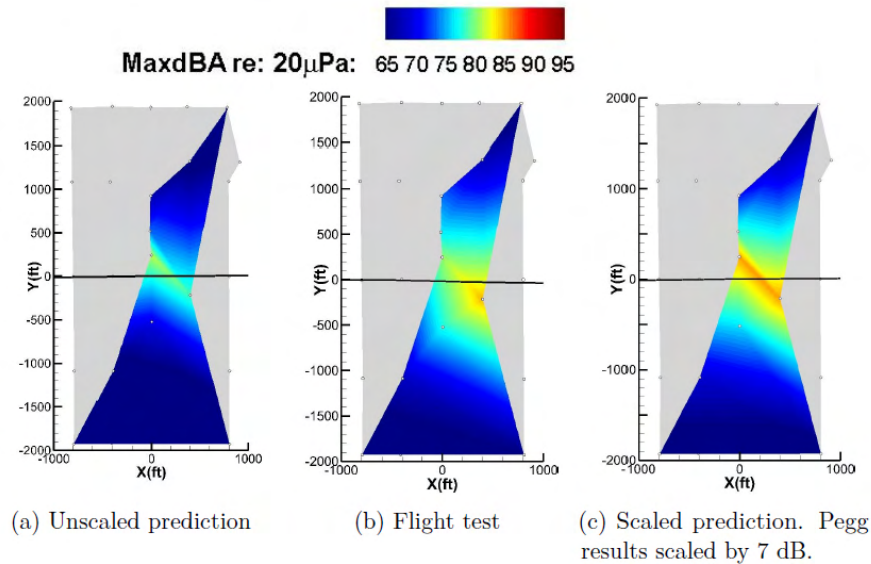 MaxdBA re: 20μPa: 65 70 75 80 85 90 95
2000
1500
1000
500
0
-500
-1000
-1500
-2000
Y(ft)
-1000 0 1000
X(ft)
2000
1500
1000
500
0
-500
-1000
-1500
-2000
Y(ft)
-1000 0 1000
X(ft)
2000
1500
1000
500
0
-500
-1000
-1500
-2000
Y(ft)
-1000 0 1000
X(ft)
(a) Unscaled prediction
(b) Flight test
(c) Scaled prediction. Pegg
results scaled by 7 dB.